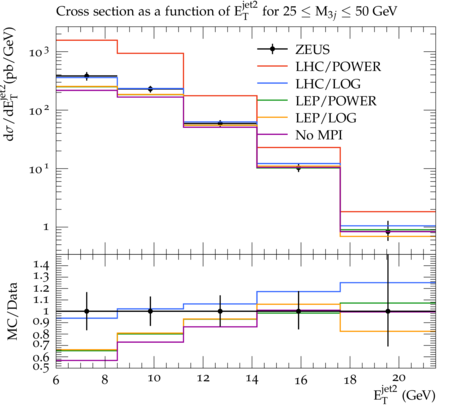 Cross section as a function of E_T^jet2 for 25 ≤ M_3j ≤ 50 GeV
dσ/dE_T^jet2(pb/GeV)
10^3
10^2
10^1
1
ZEUS
LHC/POWER
LHC/LOG
LEP/POWER
LEP/LOG
No MPI
MC/Data
1.4
1.3
1.2
1.1
1
0.9
0.8
0.7
0.6
0.5
6 8 10 12 14 16 18 20
E_T^jet2 (GeV)